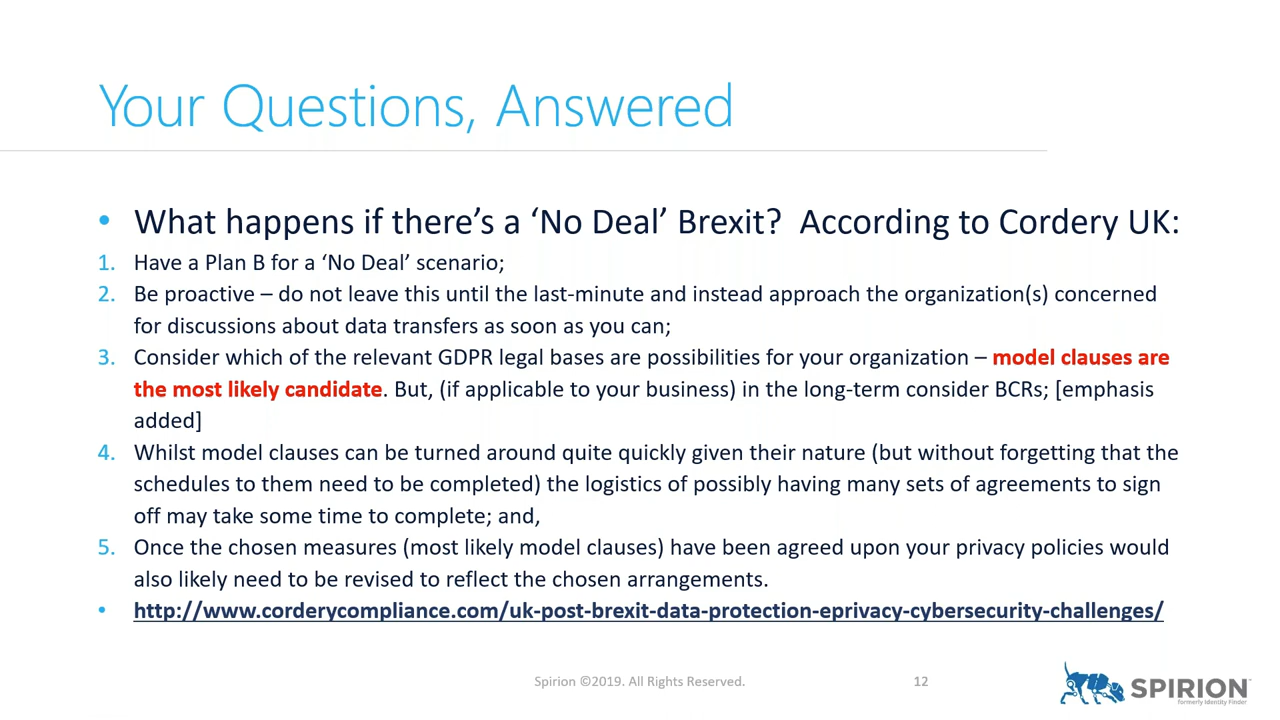 Your Questions, Answered
• What happens if there’s a ‘No Deal’ Brexit?  According to Cordery UK:
1. Have a Plan B for a ‘No Deal’ scenario;
2. Be proactive – do not leave this until the last-minute and instead approach the organization(s) concerned
for discussions about data transfers as soon as you can;
3. Consider which of the relevant GDPR legal bases are possibilities for your organization – model clauses are
the most likely candidate. But, (if applicable to your business) in the long-term consider BCRs; [emphasis
added]
4. Whilst model clauses can be turned around quite quickly given their nature (but without forgetting that the
schedules to them need to be completed) the logistics of possibly having many sets of agreements to sign
off may take some time to complete; and,
5. Once the chosen measures (most likely model clauses) have been agreed upon your privacy policies would
also likely need to be revised to reflect the chosen arrangements.
• http://www.corderycompliance.com/uk-post-brexit-data-protection-eprivacy-cybersecurity-challenges/
Spirion ©2019. All Rights Reserved.
12
SPIRION
formerly Identity Finder